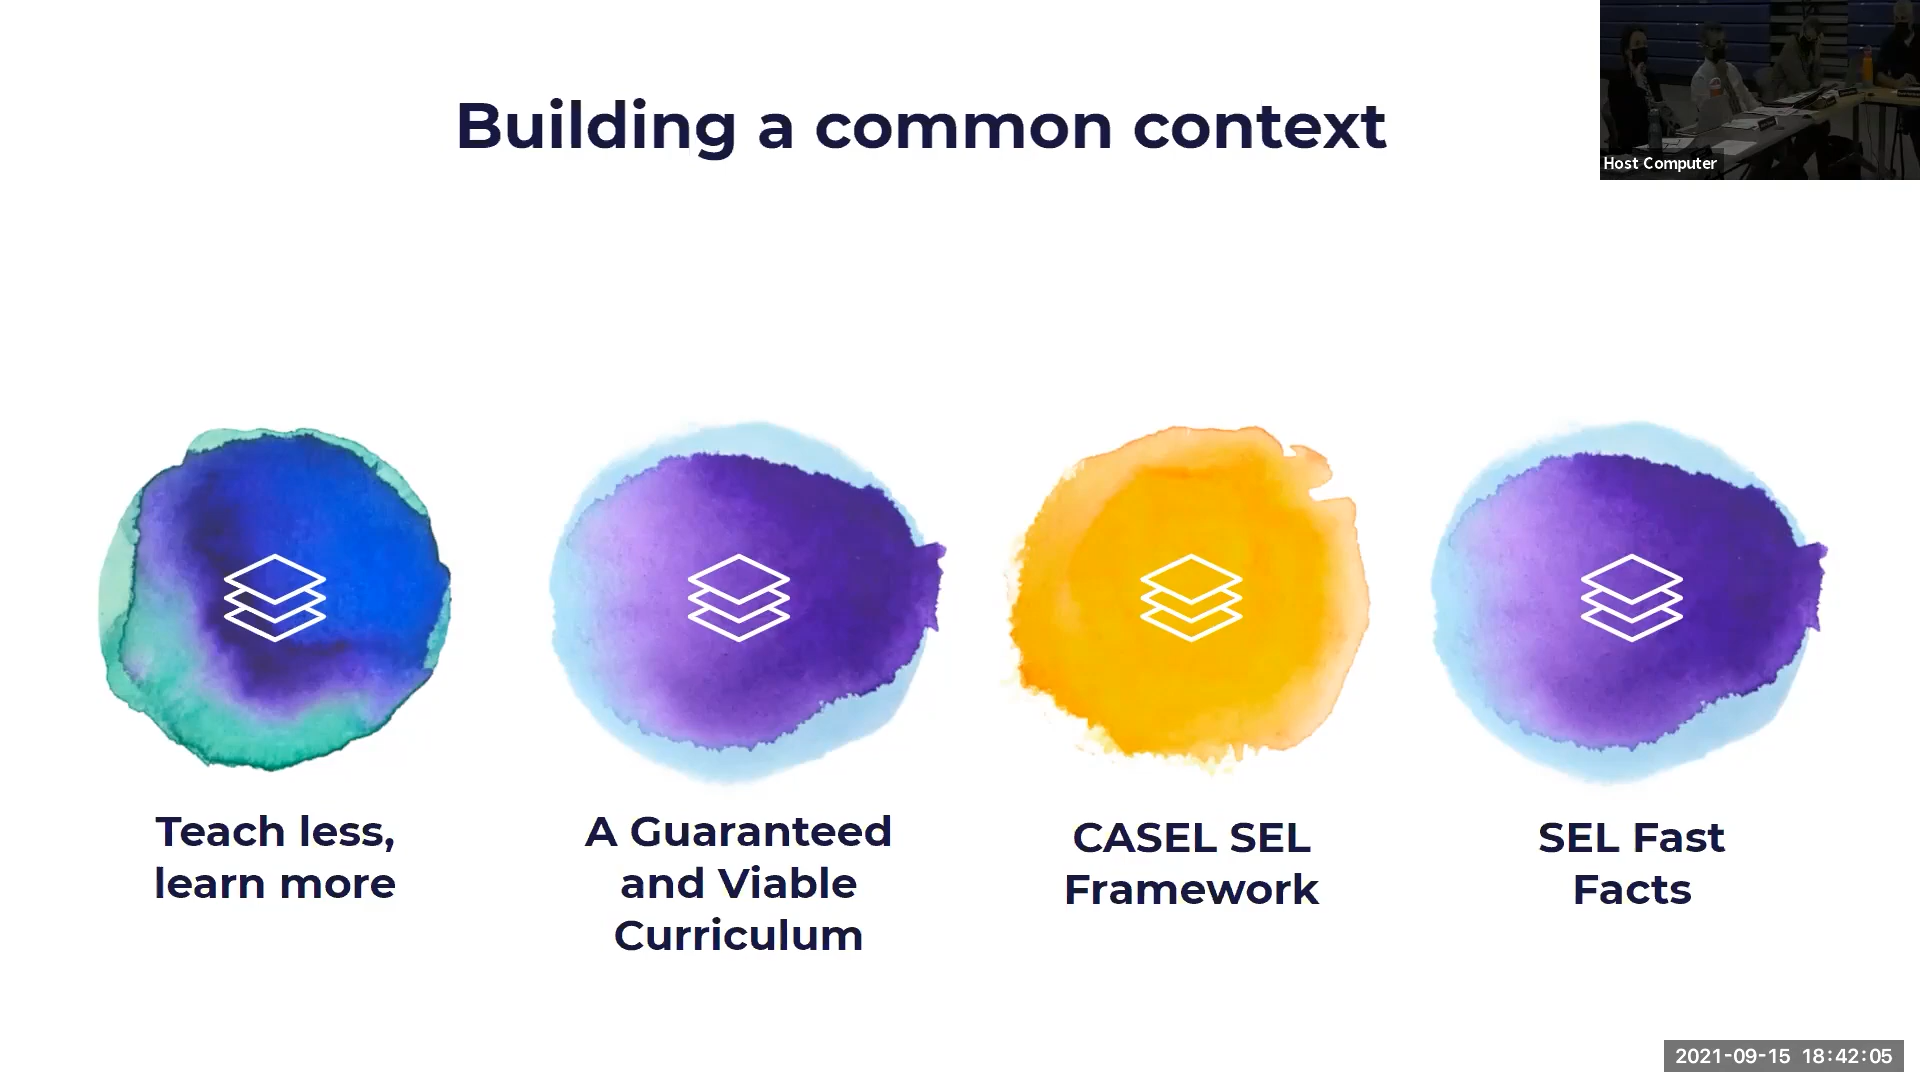 Building a common context
Host Computer
Teach less,
learn more
A Guaranteed
and Viable
Curriculum
CASEL SEL
Framework
SEL Fast
Facts
2021-09-15 18:42:05